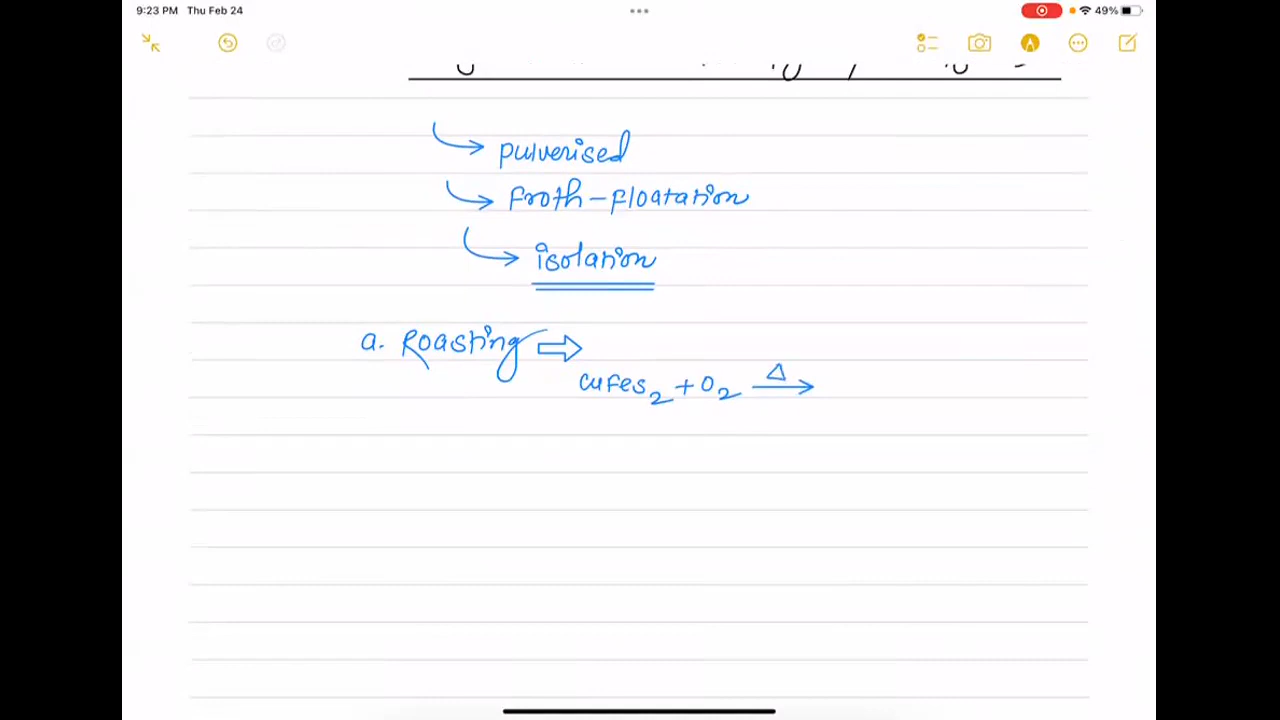 9:23 PM Thu Feb 24
49%
pulverised
Froth-Floatation
isolation
a. Roasting ⇒
CuFeS₂ + O₂ →Δ